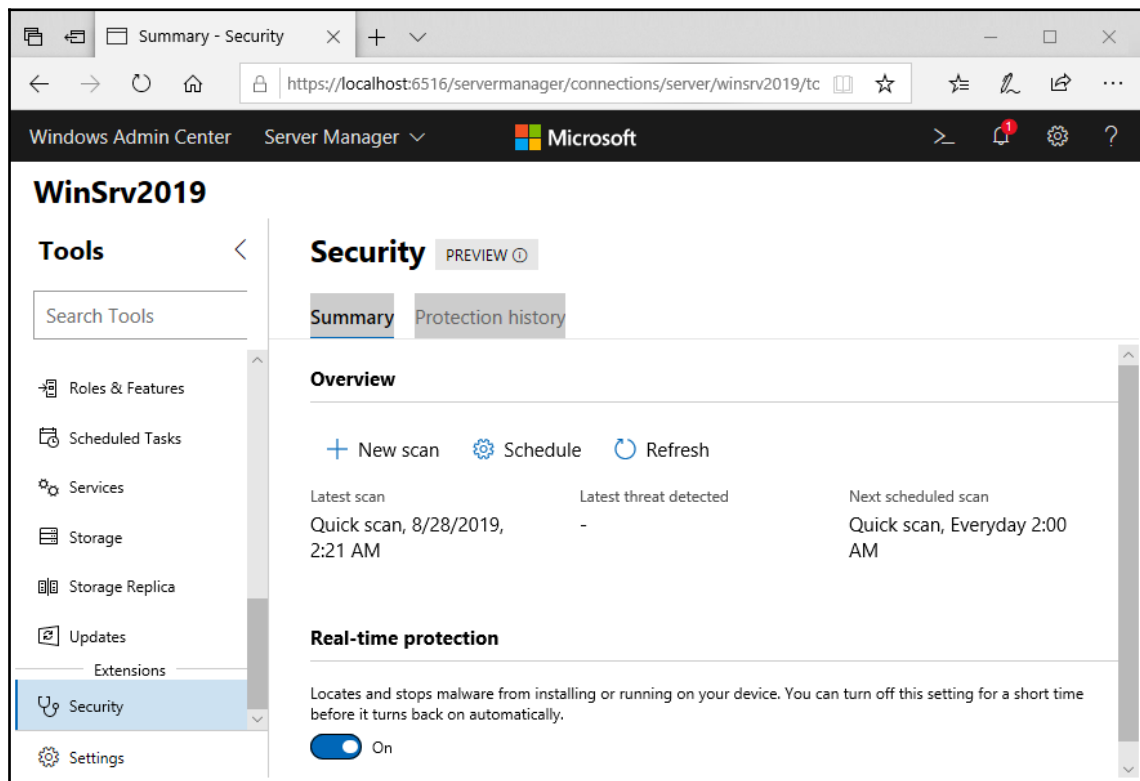 Summary - Security
https://localhost:6516/servermanager/connections/server/winsrv2019/tc
Windows Admin Center Server Manager Microsoft >_ 1 ?
WinSrv2019
Tools
Search Tools
Roles & Features
Scheduled Tasks
Services
Storage
Storage Replica
Updates
Extensions
Security
Settings
Security PREVIEW
Summary Protection history
Overview
New scan Schedule Refresh
Latest scan Latest threat detected Next scheduled scan
Quick scan, 8/28/2019, - Quick scan, Everyday 2:00
2:21 AM AM
Real-time protection
Locates and stops malware from installing or running on your device. You can turn off this setting for a short time
before it turns back on automatically.
On